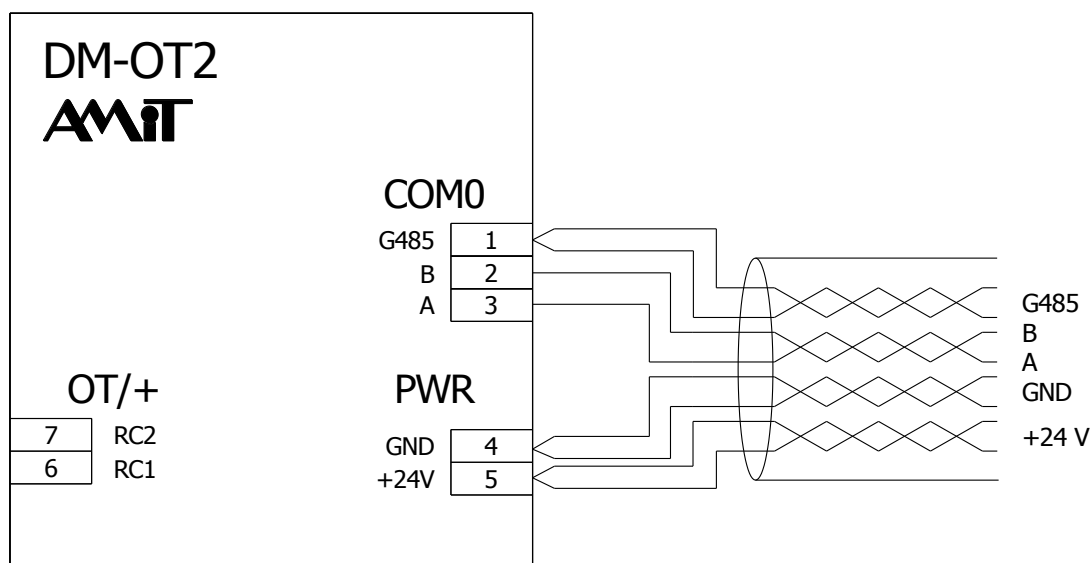 DM-OT2
AMiT
COM0
G485 1
B 2
A 3
G485
B
A
GND
+24 V
OT/+
7 RC2
6 RC1
PWR
GND 4
+24V 5